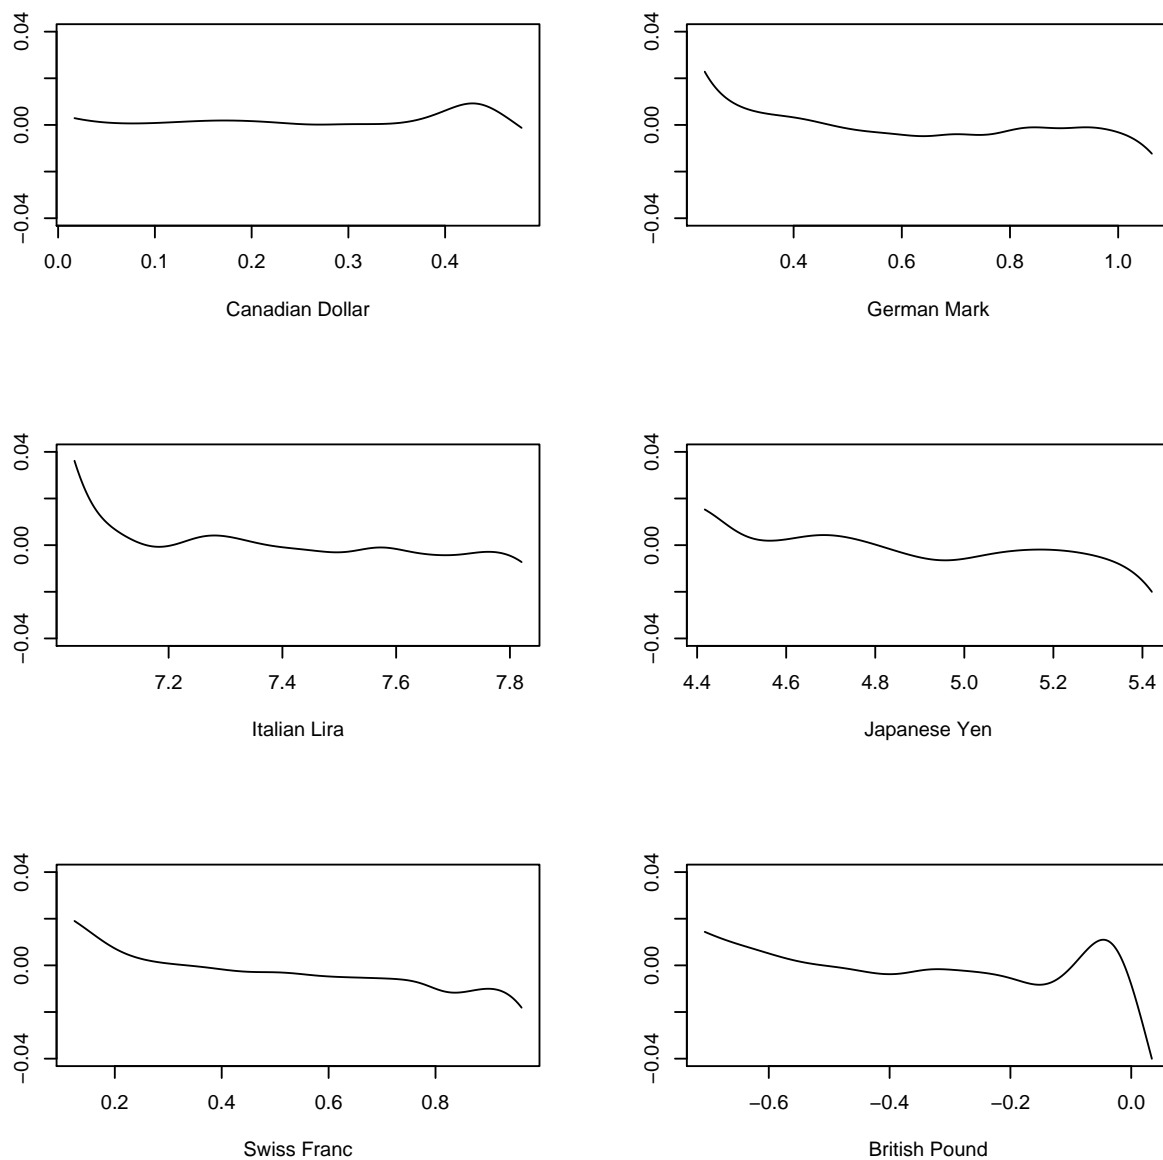 0.04
0.00
−0.04
0.0 0.1 0.2 0.3 0.4
Canadian Dollar
0.04
0.00
−0.04
0.4 0.6 0.8 1.0
German Mark
0.04
0.00
−0.04
7.2 7.4 7.6 7.8
Italian Lira
0.04
0.00
−0.04
4.4 4.6 4.8 5.0 5.2 5.4
Japanese Yen
0.04
0.00
−0.04
0.2 0.4 0.6 0.8
Swiss Franc
0.04
0.00
−0.04
−0.6 −0.4 −0.2 0.0
British Pound